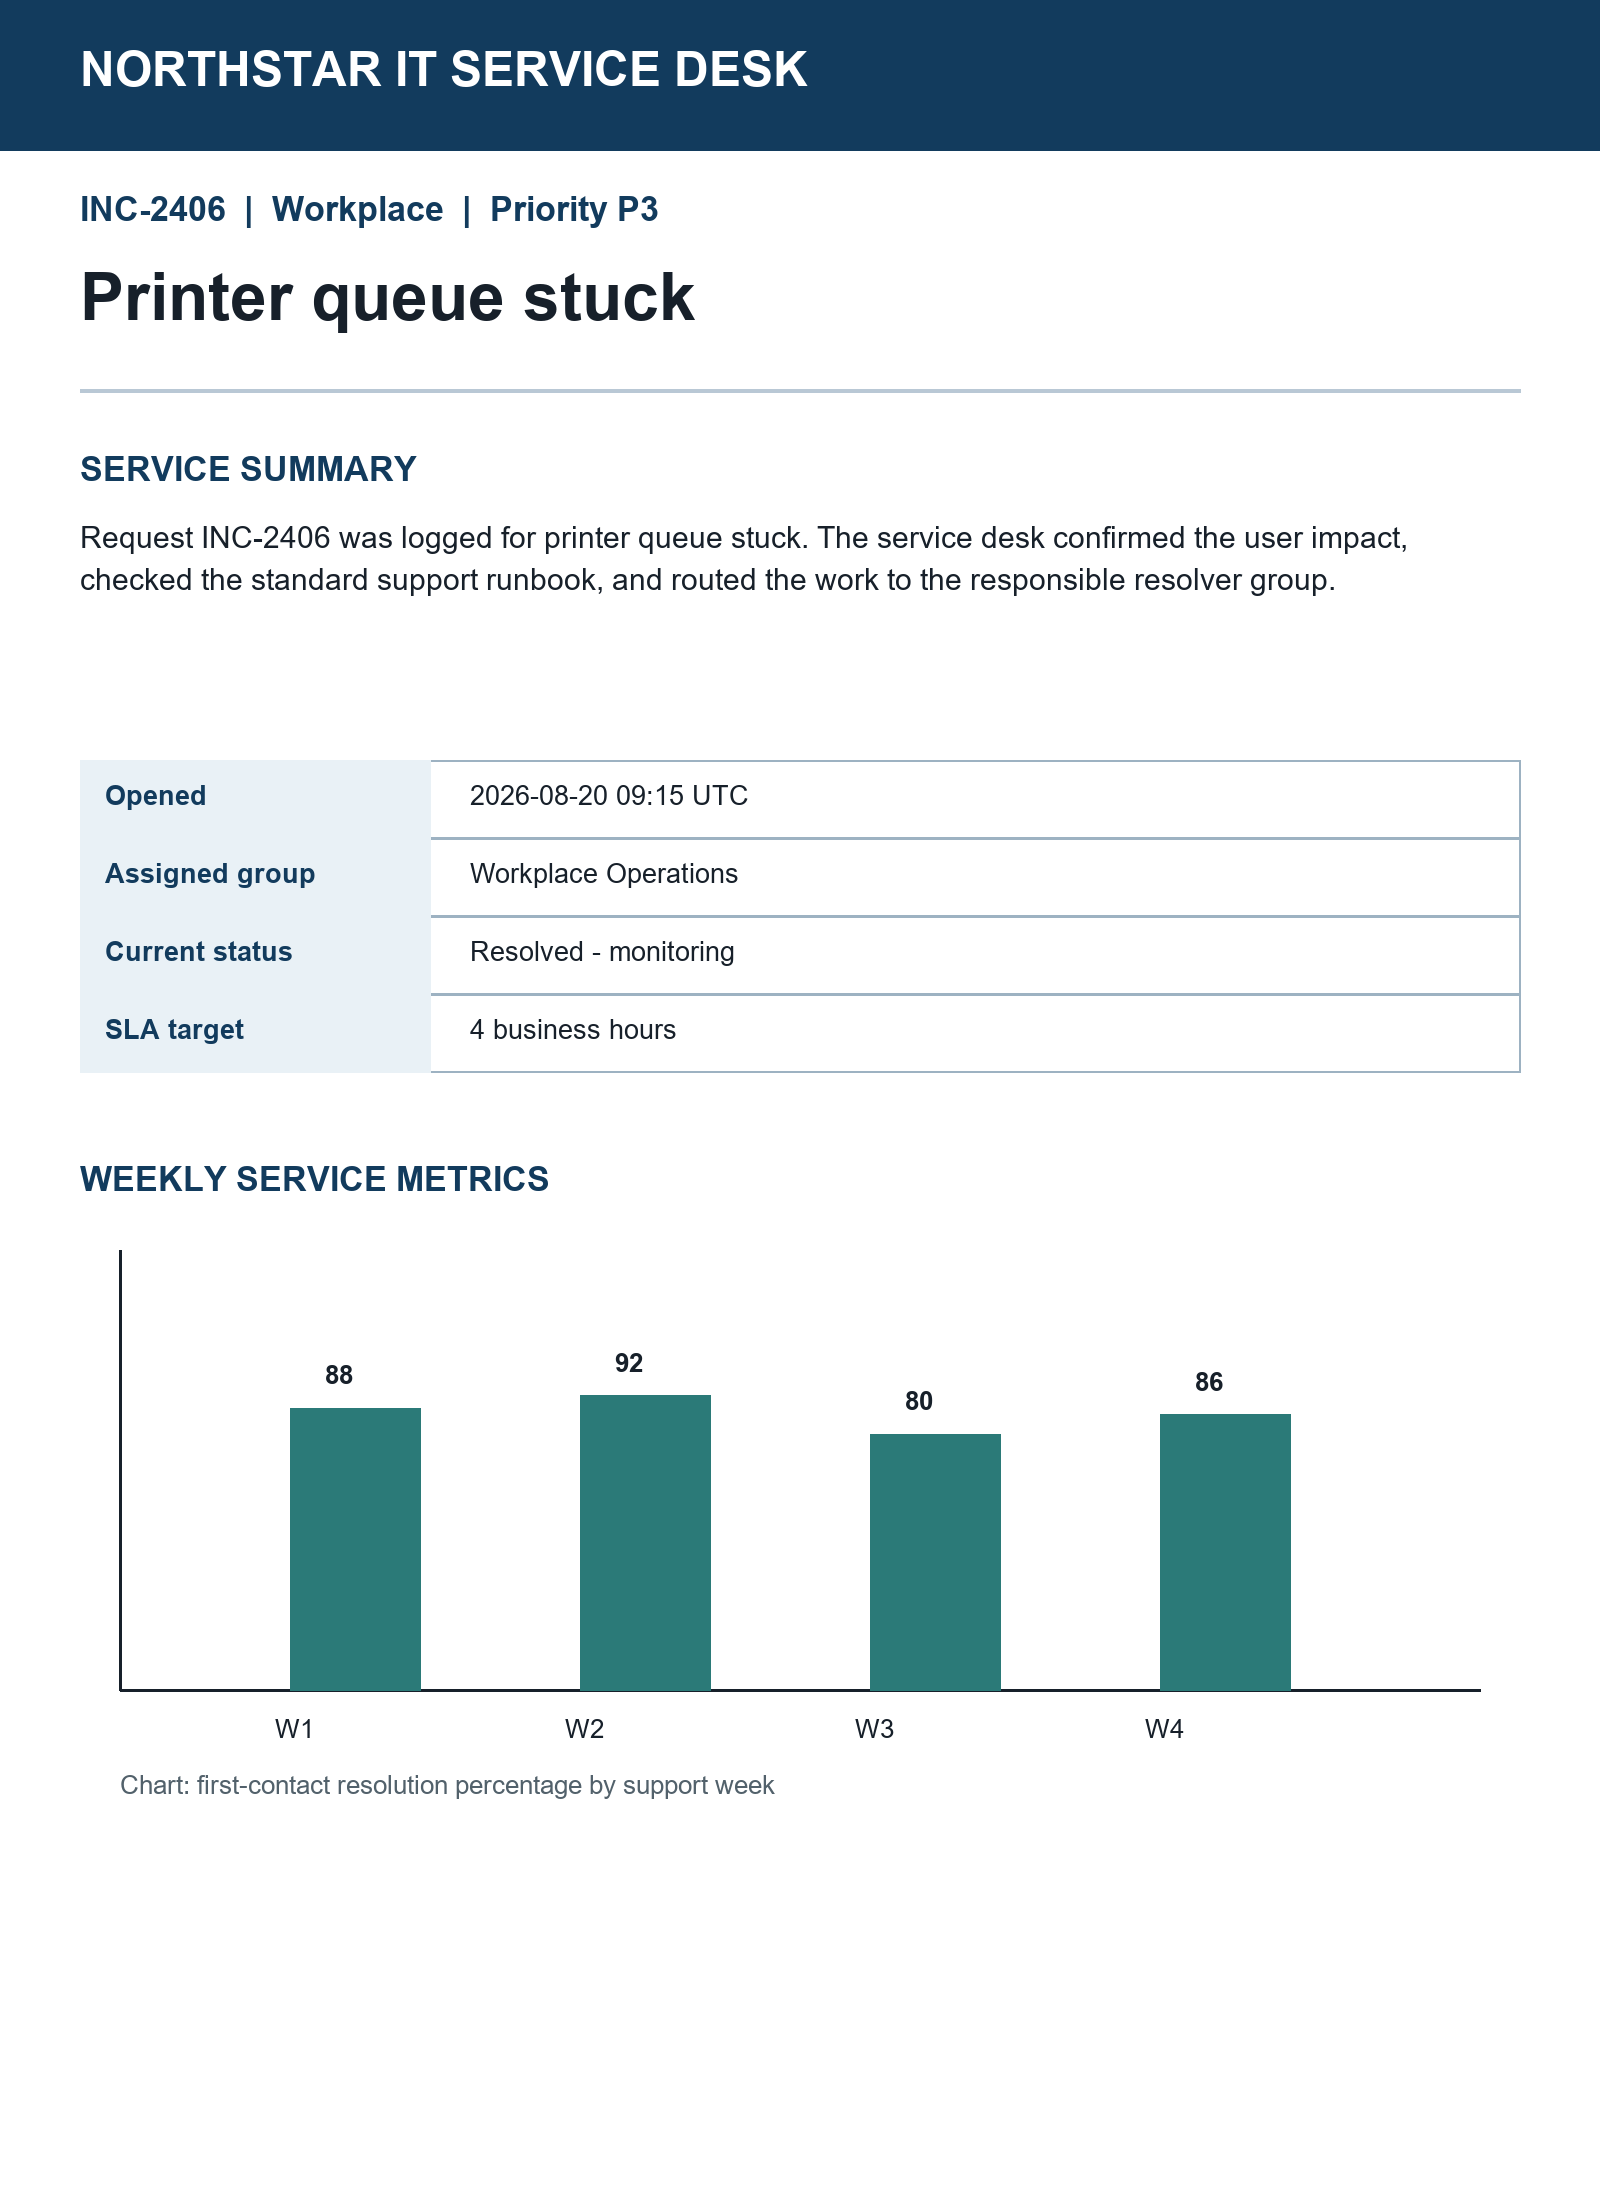 NORTHSTAR IT SERVICE DESK
INC-2406 | Workplace | Priority P3
Printer queue stuck
SERVICE SUMMARY
Request INC-2406 was logged for printer queue stuck. The service desk confirmed the user impact,
checked the standard support runbook, and routed the work to the responsible resolver group.
Opened 2026-08-20 09:15 UTC
Assigned group Workplace Operations
Current status Resolved - monitoring
SLA target 4 business hours
WEEKLY SERVICE METRICS
88 92 80 86
W1 W2 W3 W4
Chart: first-contact resolution percentage by support week